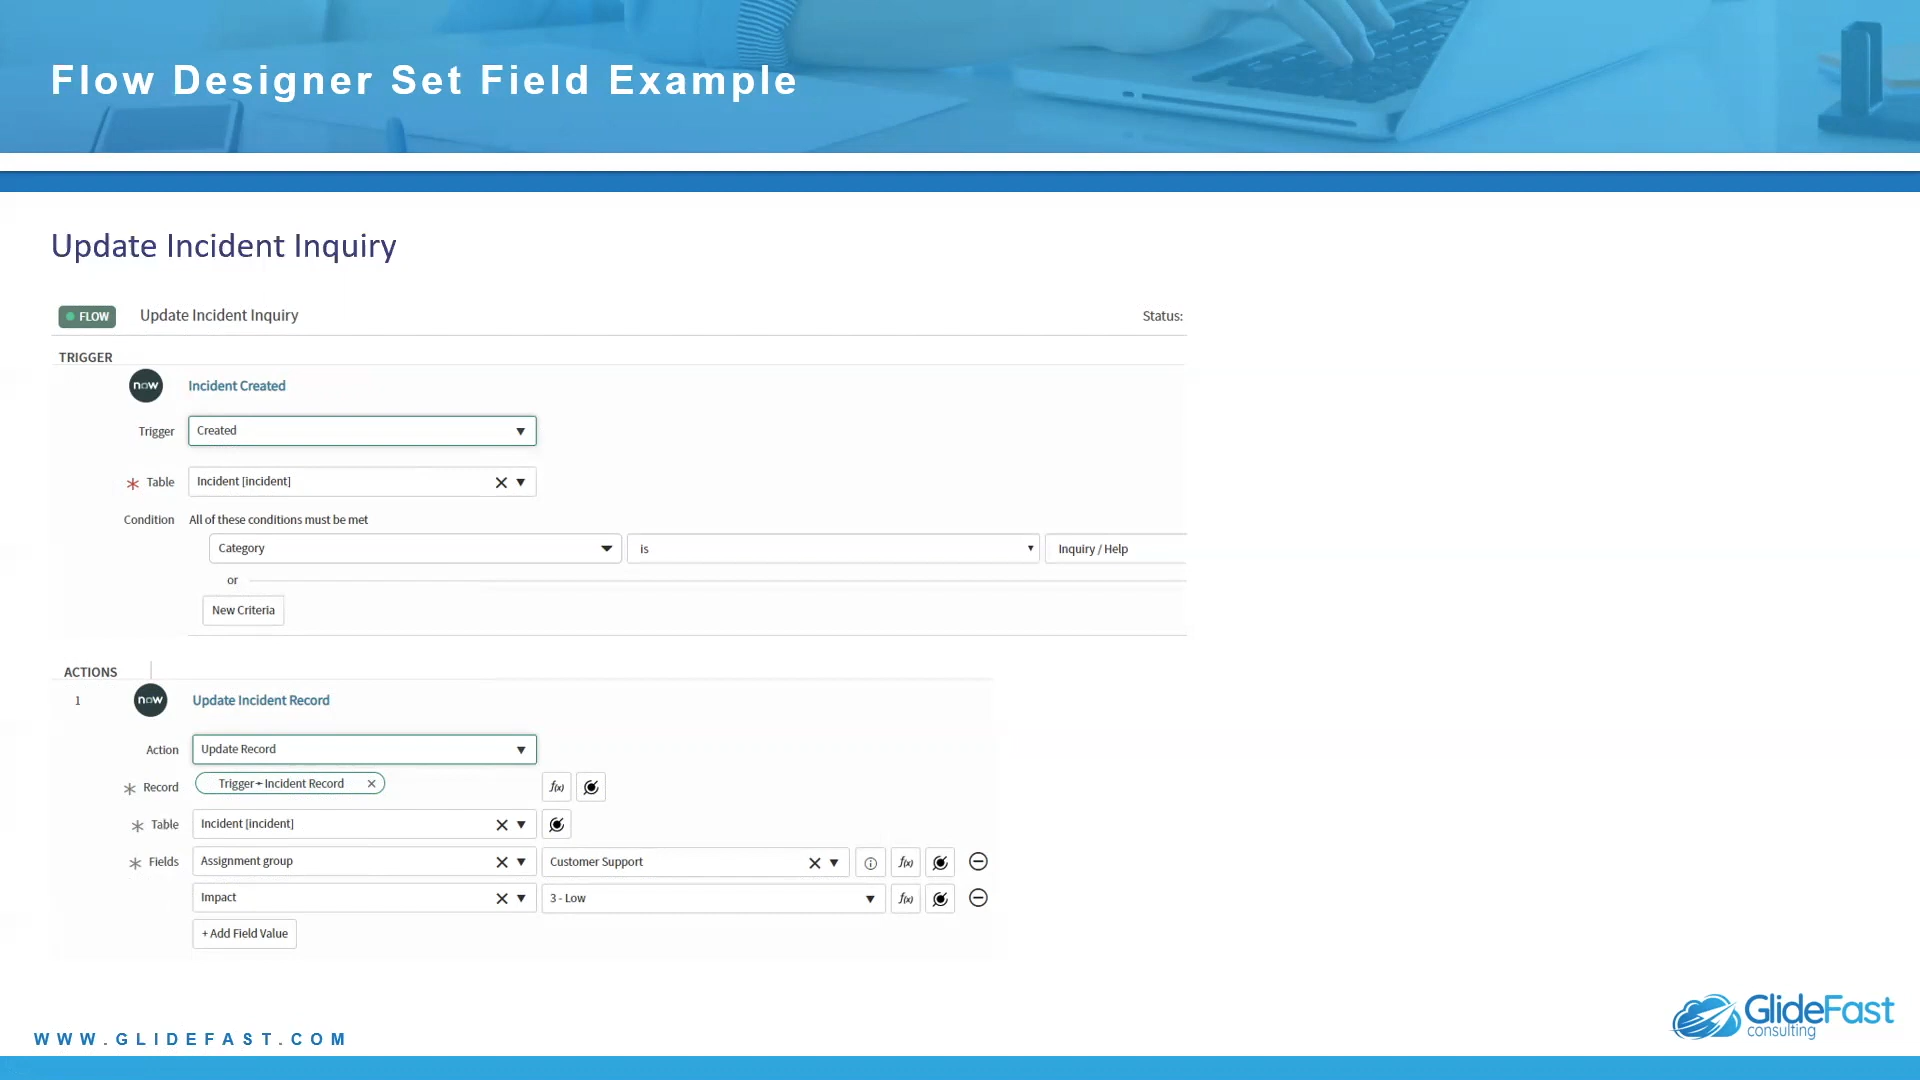 Flow Designer Set Field Example
Update Incident Inquiry
FLOW Update Incident Inquiry Status:
TRIGGER
now Incident Created
Trigger Created
* Table Incident [incident]
Condition All of these conditions must be met
Category is Inquiry / Help
or
New Criteria
ACTIONS
1 now Update Incident Record
Action Update Record
* Record Trigger→Incident Record f(x)
* Table Incident [incident]
* Fields Assignment group Customer Support f(x)
Impact 3 - Low f(x)
+ Add Field Value
GlideFast
consulting
WWW.GLIDEFAST.COM